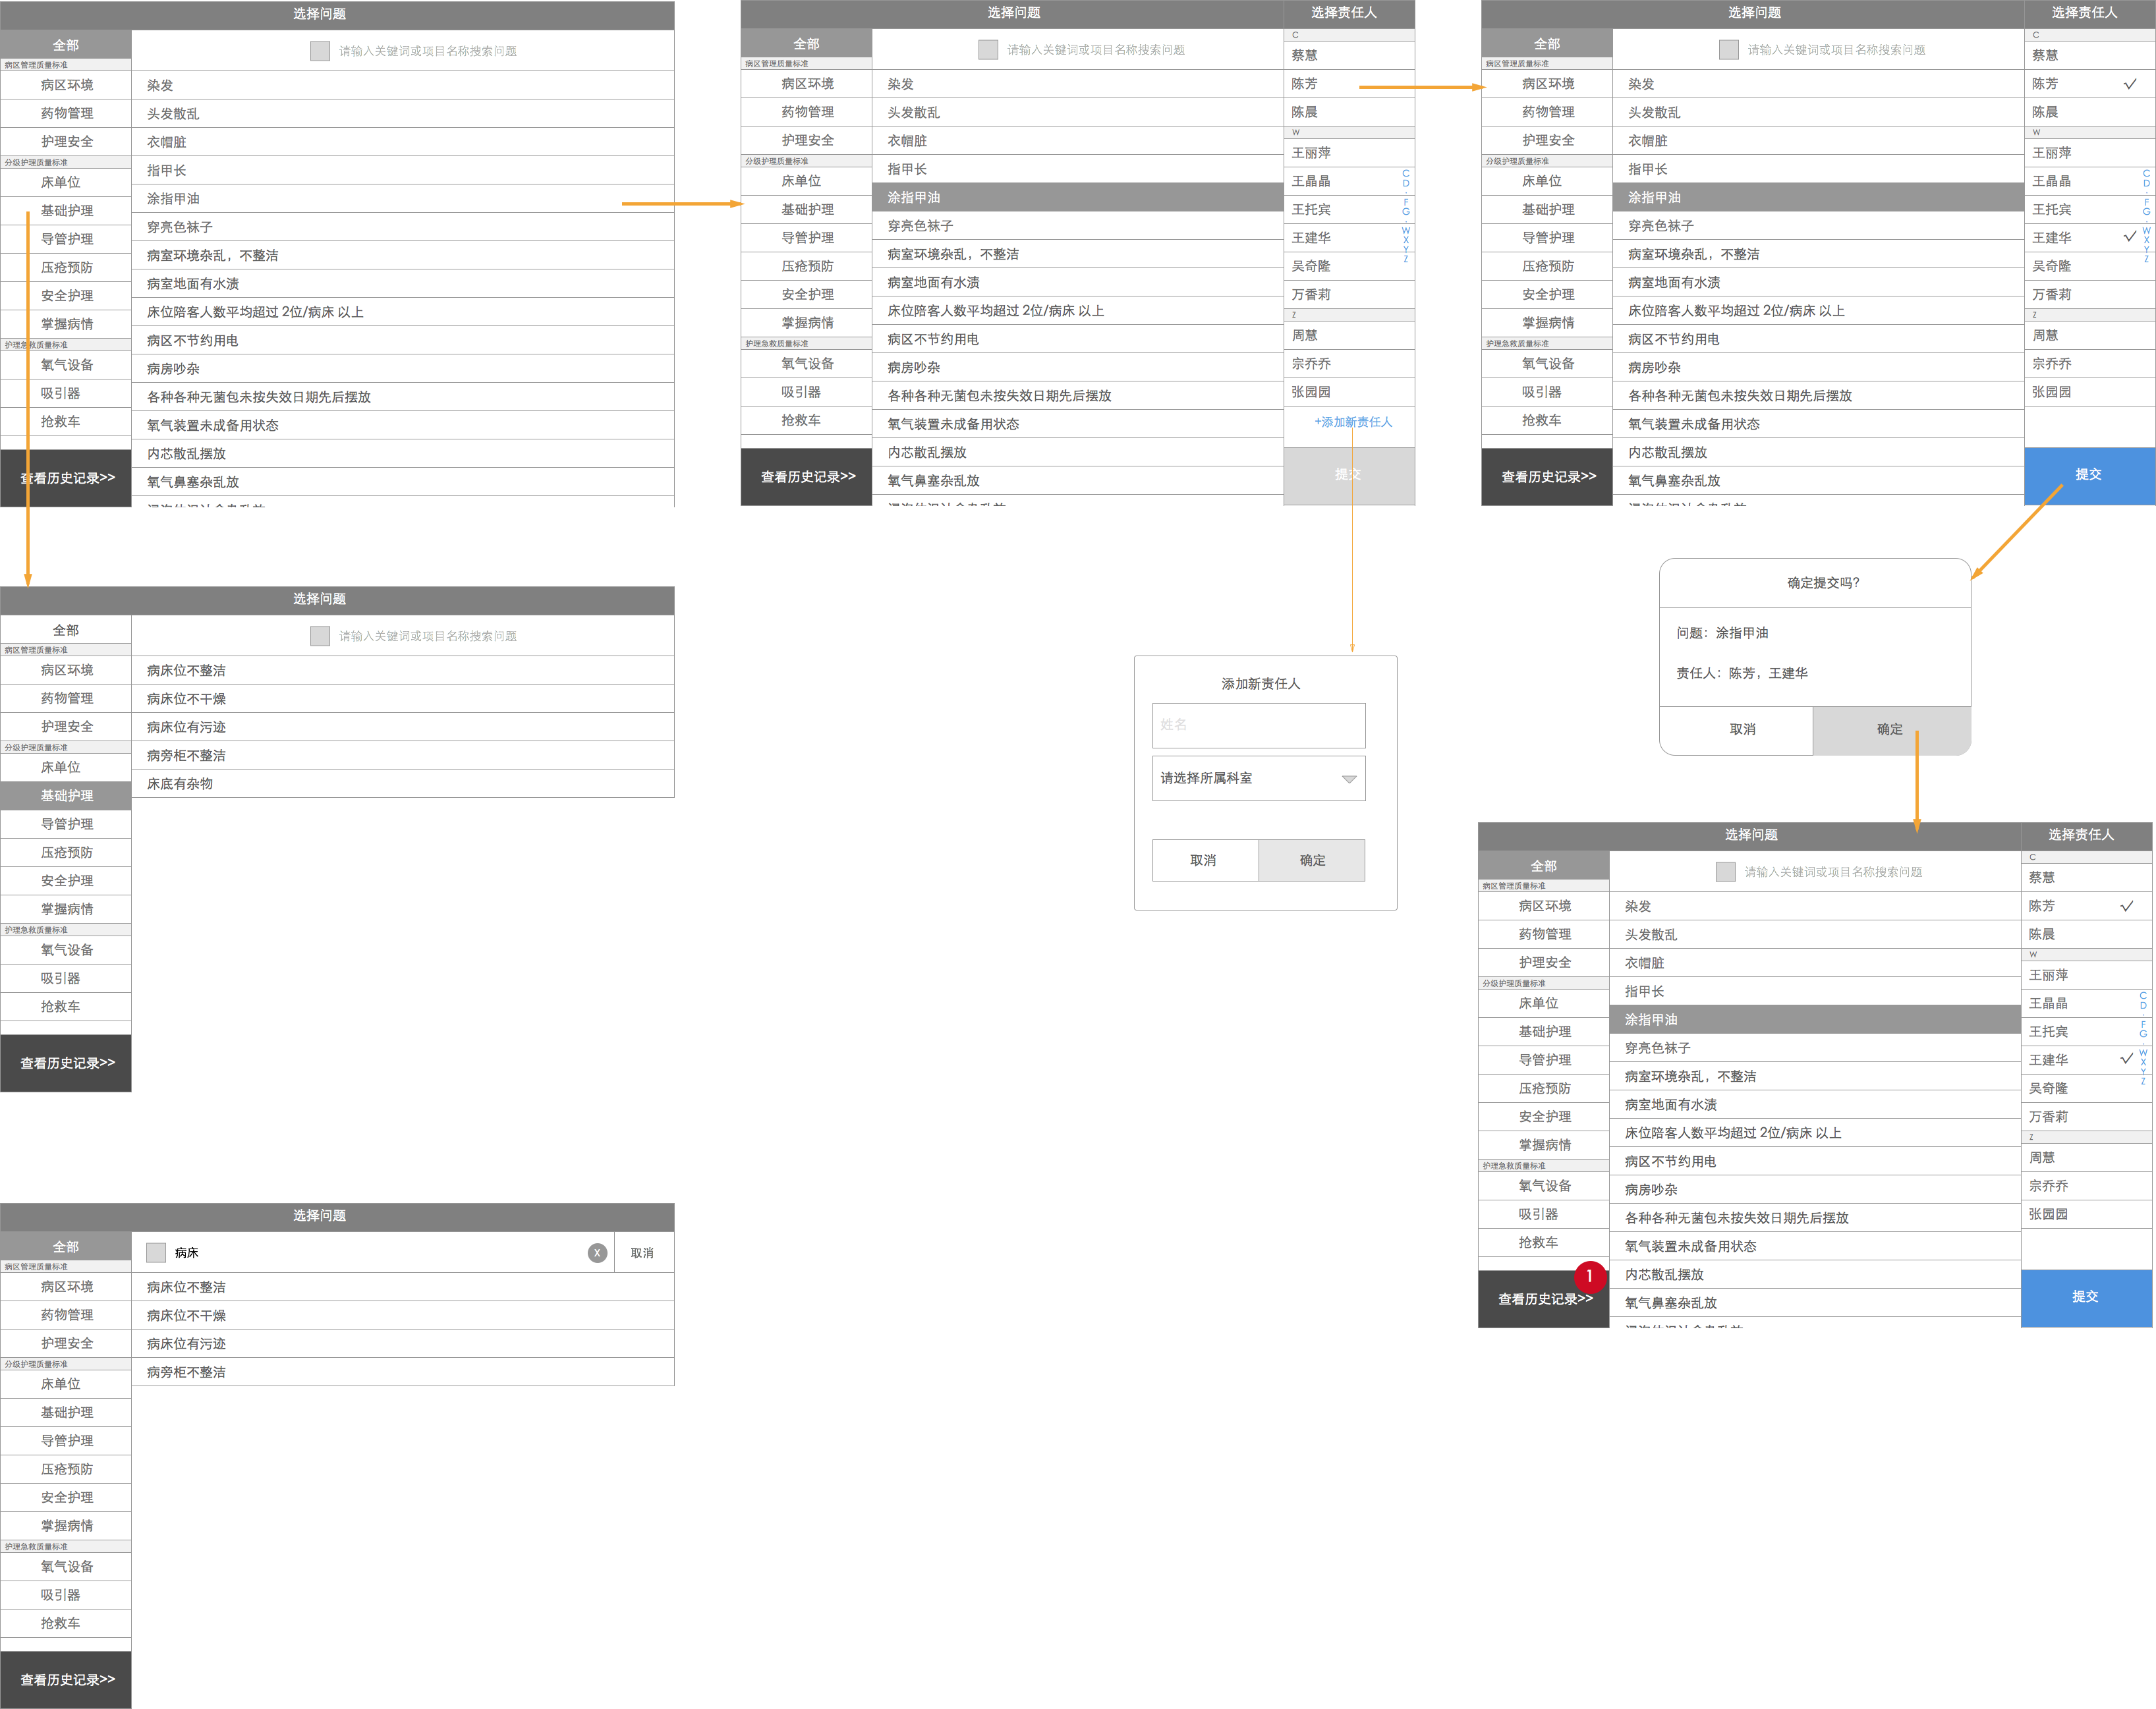 选择问题
全部
请输入关键词或项目名称搜索问题
病区管理质量标准
病区环境
药物管理
护理安全
分级护理质量标准
床单位
基础护理
导管护理
压疮预防
安全护理
掌握病情
护理急救质量标准
氧气设备
吸引器
抢救车
查看历史记录>>
染发
头发散乱
衣帽脏
指甲长
涂指甲油
穿亮色袜子
病室环境杂乱，不整洁
病室地面有水渍
床位陪客人数平均超过 2位/病床 以上
病区不节约用电
病房吵杂
各种各种无菌包未按失效日期先后摆放
氧气装置未成备用状态
内芯散乱摆放
氧气鼻塞杂乱放
选择问题
选择责任人
全部
请输入关键词或项目名称搜索问题
病区管理质量标准
病区环境
药物管理
护理安全
分级护理质量标准
床单位
基础护理
导管护理
压疮预防
安全护理
掌握病情
护理急救质量标准
氧气设备
吸引器
抢救车
查看历史记录>>
染发
头发散乱
衣帽脏
指甲长
涂指甲油
穿亮色袜子
病室环境杂乱，不整洁
病室地面有水渍
床位陪客人数平均超过 2位/病床 以上
病区不节约用电
病房吵杂
各种各种无菌包未按失效日期先后摆放
氧气装置未成备用状态
内芯散乱摆放
氧气鼻塞杂乱放
C
蔡慧
陈芳
陈晨
W
王丽萍
王晶晶
王托宾
王建华
吴奇隆
万香莉
Z
周慧
宗乔乔
张园园
+添加新责任人
提交
C
D
.
F
G
.
W
X
Y
Z
选择问题
选择责任人
全部
请输入关键词或项目名称搜索问题
病区管理质量标准
病区环境
药物管理
护理安全
分级护理质量标准
床单位
基础护理
导管护理
压疮预防
安全护理
掌握病情
护理急救质量标准
氧气设备
吸引器
抢救车
查看历史记录>>
染发
头发散乱
衣帽脏
指甲长
涂指甲油
穿亮色袜子
病室环境杂乱，不整洁
病室地面有水渍
床位陪客人数平均超过 2位/病床 以上
病区不节约用电
病房吵杂
各种各种无菌包未按失效日期先后摆放
氧气装置未成备用状态
内芯散乱摆放
氧气鼻塞杂乱放
C
蔡慧
陈芳
陈晨
W
王丽萍
王晶晶
王托宾
王建华
吴奇隆
万香莉
Z
周慧
宗乔乔
张园园
提交
C
D
.
F
G
.
W
X
Y
Z
选择问题
全部
请输入关键词或项目名称搜索问题
病区管理质量标准
病区环境
药物管理
护理安全
分级护理质量标准
床单位
基础护理
导管护理
压疮预防
安全护理
掌握病情
护理急救质量标准
氧气设备
吸引器
抢救车
查看历史记录>>
病床位不整洁
病床位不干燥
病床位有污迹
病旁柜不整洁
床底有杂物
添加新责任人
姓名
请选择所属科室
取消
确定
确定提交吗？
问题：涂指甲油
责任人：陈芳，王建华
取消
确定
选择问题
选择责任人
全部
请输入关键词或项目名称搜索问题
病区管理质量标准
病区环境
药物管理
护理安全
分级护理质量标准
床单位
基础护理
导管护理
压疮预防
安全护理
掌握病情
护理急救质量标准
氧气设备
吸引器
抢救车
1
查看历史记录>>
染发
头发散乱
衣帽脏
指甲长
涂指甲油
穿亮色袜子
病室环境杂乱，不整洁
病室地面有水渍
床位陪客人数平均超过 2位/病床 以上
病区不节约用电
病房吵杂
各种各种无菌包未按失效日期先后摆放
氧气装置未成备用状态
内芯散乱摆放
氧气鼻塞杂乱放
C
蔡慧
陈芳
陈晨
W
王丽萍
王晶晶
王托宾
王建华
吴奇隆
万香莉
Z
周慧
宗乔乔
张园园
提交
C
D
.
F
G
.
W
X
Y
Z
选择问题
全部
病床
X
取消
病区管理质量标准
病区环境
药物管理
护理安全
分级护理质量标准
床单位
基础护理
导管护理
压疮预防
安全护理
掌握病情
护理急救质量标准
氧气设备
吸引器
抢救车
查看历史记录>>
病床位不整洁
病床位不干燥
病床位有污迹
病旁柜不整洁